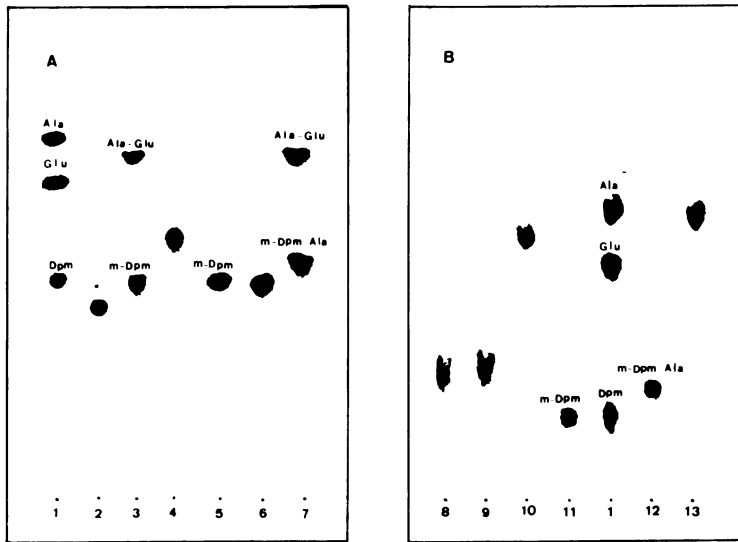 A
Ala
Ala-Glu
Ala-Glu
Glu
m-Dpm Ala
Dpm
m-Dpm
m-Dpm
1 2 3 4 5 6 7
B
Ala
Glu
m-Dpm Ala
m-Dpm
Dpm
8 9 10 11 1 12 13